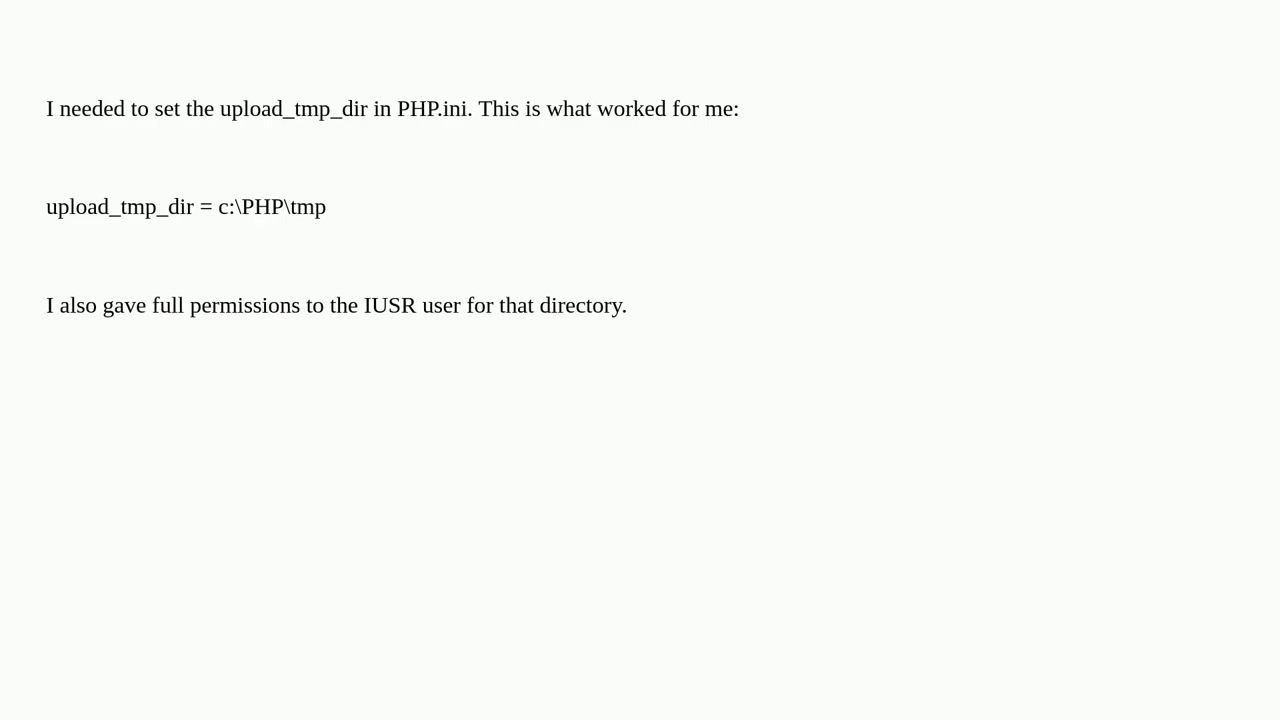 I needed to set the upload_tmp_dir in PHP.ini. This is what worked for me:
upload_tmp_dir = c:\PHP\tmp
I also gave full permissions to the IUSR user for that directory.